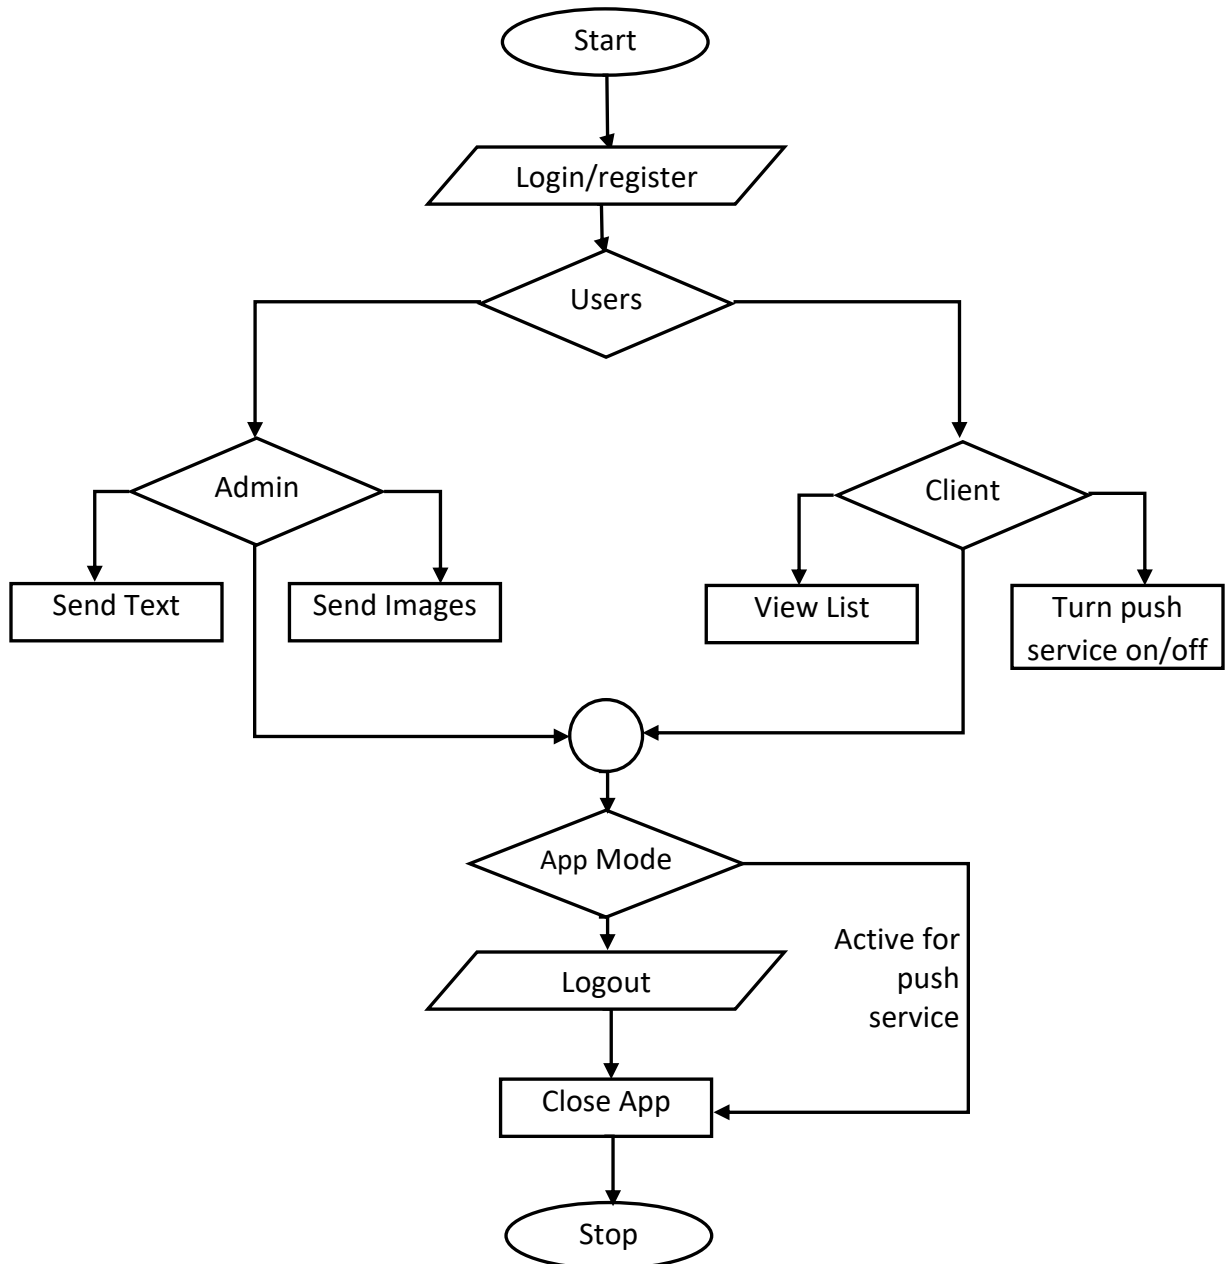 Start
Login/register
Users
Admin
Client
Send Text
Send Images
View List
Turn push
service on/off
App Mode
Active for
push
service
Logout
Close App
Stop